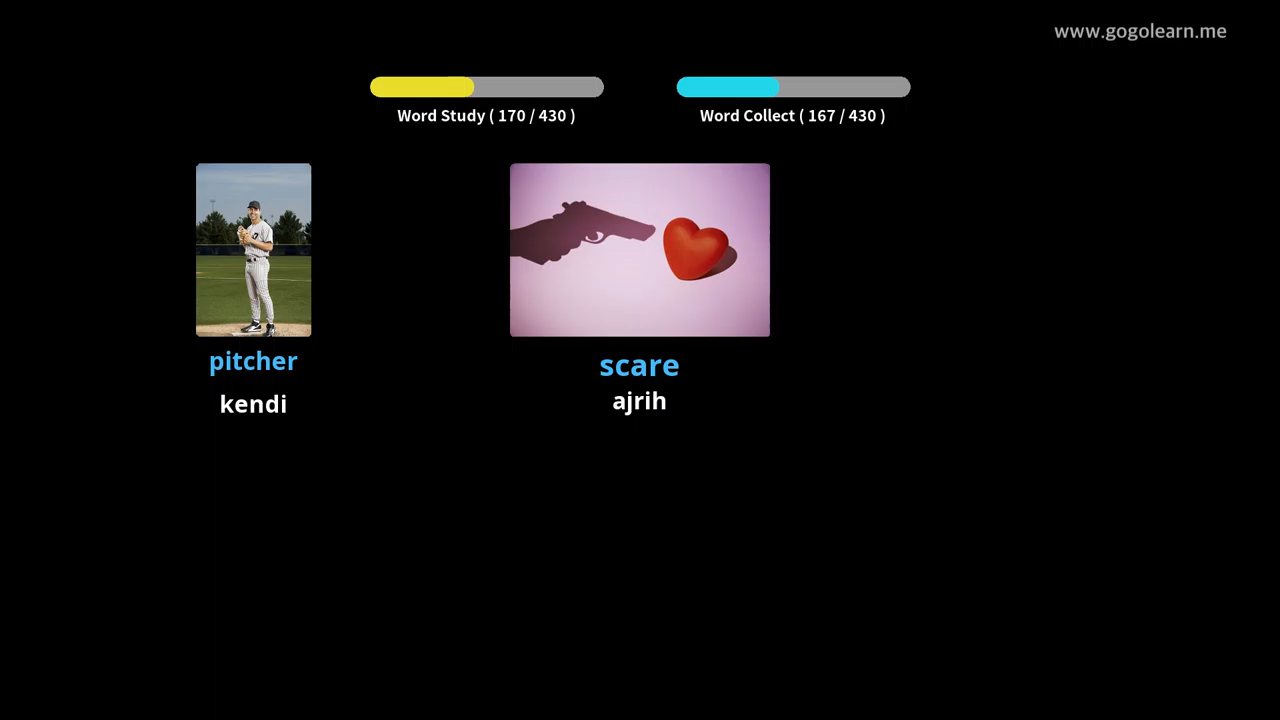 www.gogolearn.me
Word Study ( 170 / 430 )
Word Collect ( 167 / 430 )
pitcher
kendi
scare
ajrih